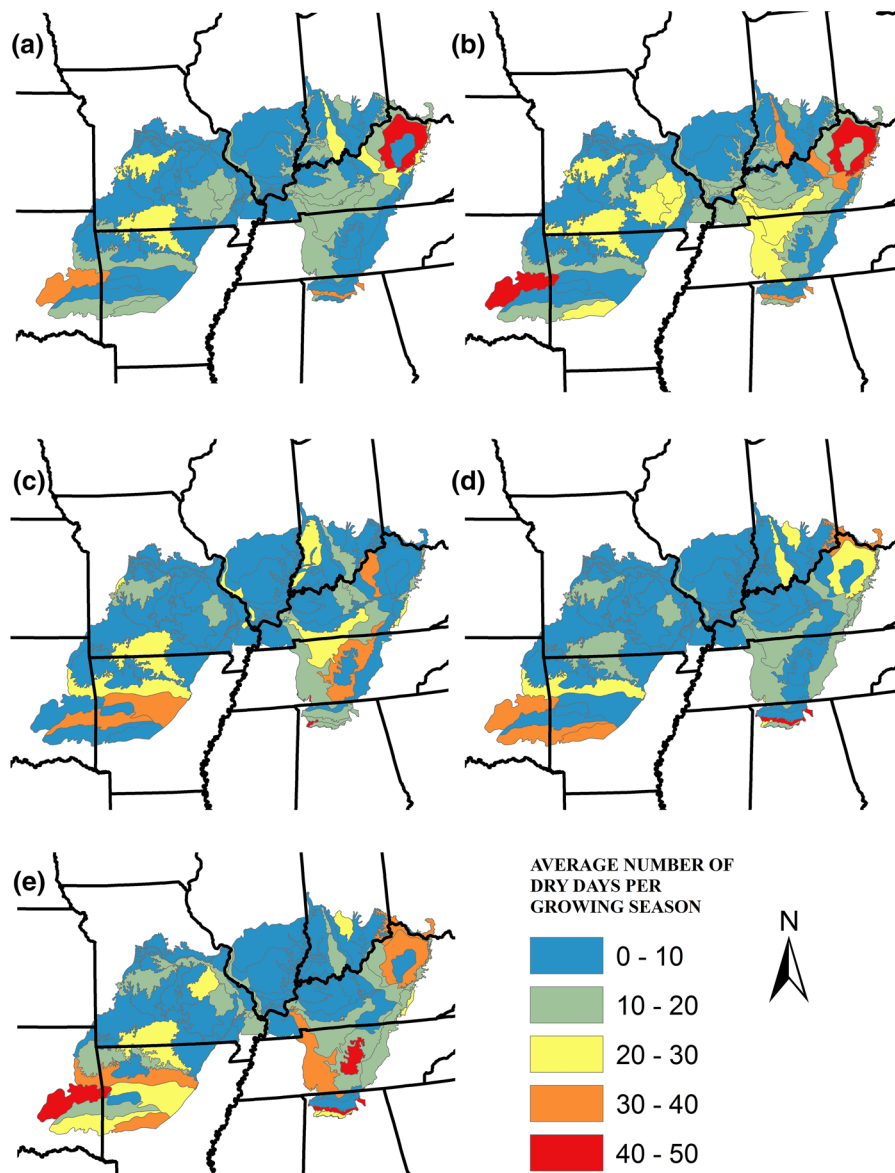 (a)
(b)
(c)
(d)
(e)
AVERAGE NUMBER OF
DRY DAYS PER
GROWING SEASON
0 - 10
10 - 20
20 - 30
30 - 40
40 - 50
N